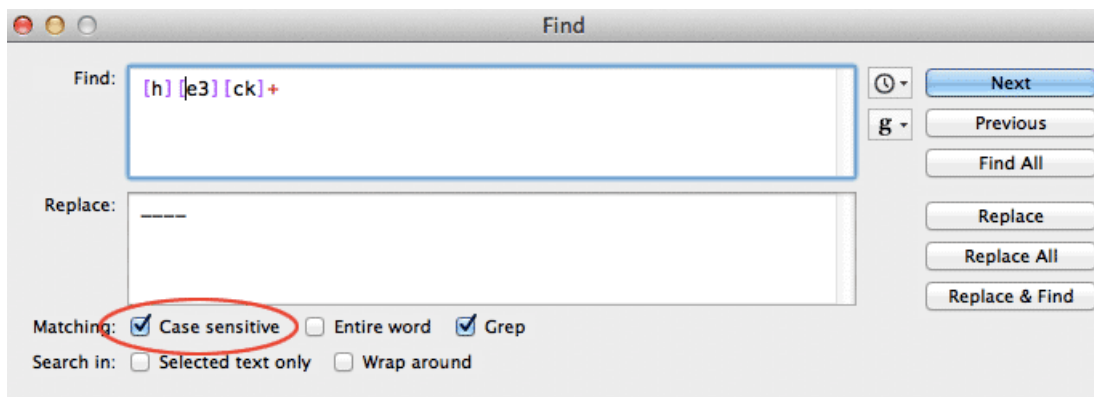 Find
Find: [h][e3][ck]+ g Next
Previous
Find All
Replace: ____ Replace
Replace All
Replace & Find
Matching: Case sensitive Entire word Grep
Search in: Selected text only Wrap around